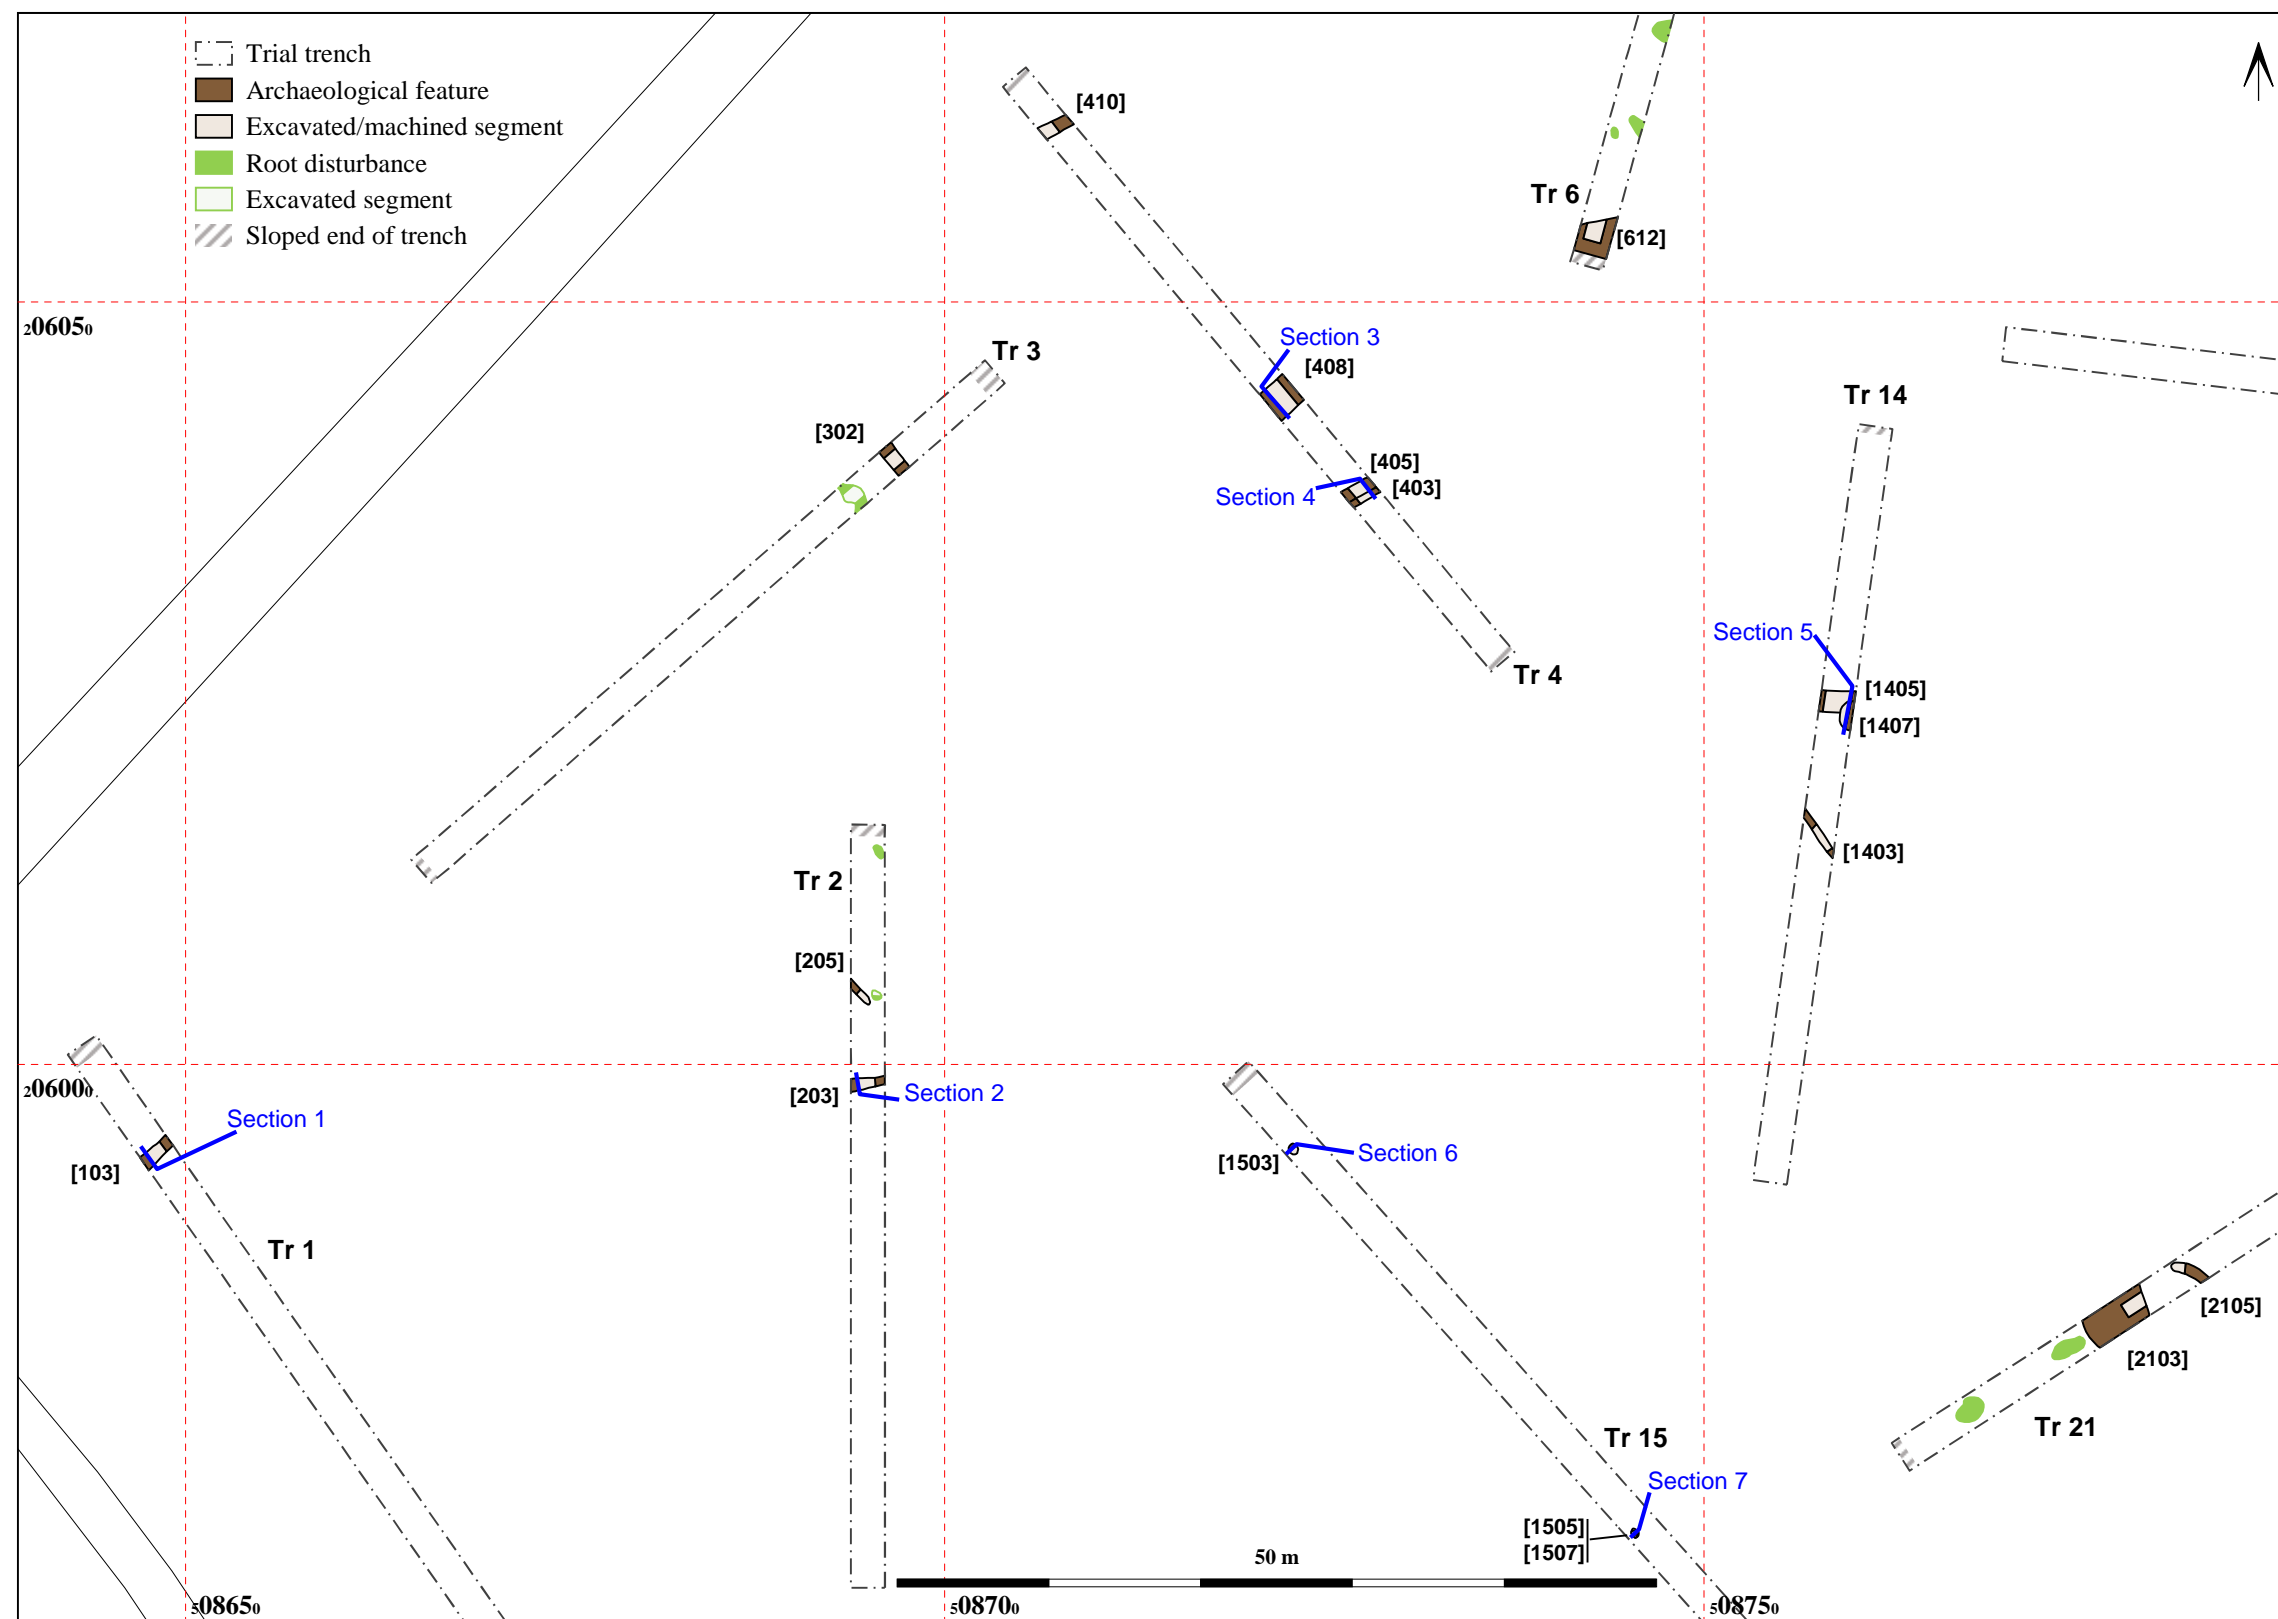 Trial trench
Archaeological feature
Excavated/machined segment
Root disturbance
Excavated segment
Sloped end of trench
[410]
Tr 6
[612]
206050
Section 3
[408]
Tr 3
[302]
Tr 14
[405]
[403]
Section 4
Section 5
Tr 4
[1405]
[1407]
[1403]
Tr 2
[205]
206000
[203]
Section 2
Section 1
[103]
[1503]
Section 6
Tr 1
[2105]
[2103]
Tr 21
Tr 15
Section 7
[1505]
[1507]
50 m
508650
508700
508750